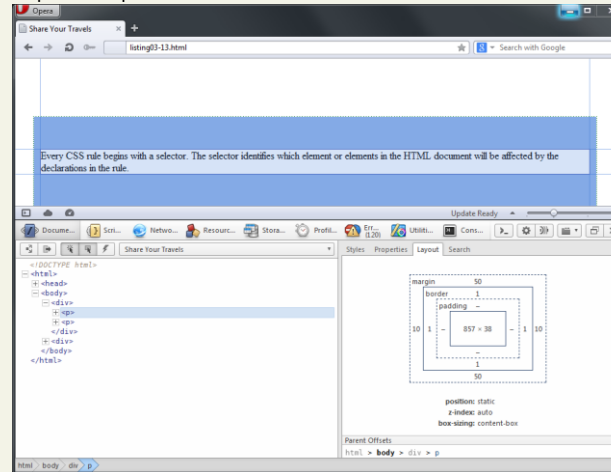 Opera
Share Your Travels
listing03-13.html
Search with Google
Every CSS rule begins with a selector. The selector identifies which element or elements in the HTML document will be affected by the
declarations in the rule.
Update Ready
Docume... Scri... Netwo... Resourc... Stora... Profil... Err... (120) Utiliti... Cons...
Share Your Travels
Styles Properties Layout Search
<!DOCTYPE html>
<html>
<head>
<body>
<div>
<p>
<p>
</div>
<div>
</body>
</html>
margin 50
border 1
padding –
10 1 – 857 × 38 – 1 10
–
1
50
position: static
z-index: auto
box-sizing: content-box
Parent Offsets
html > body > div > p
html body div p